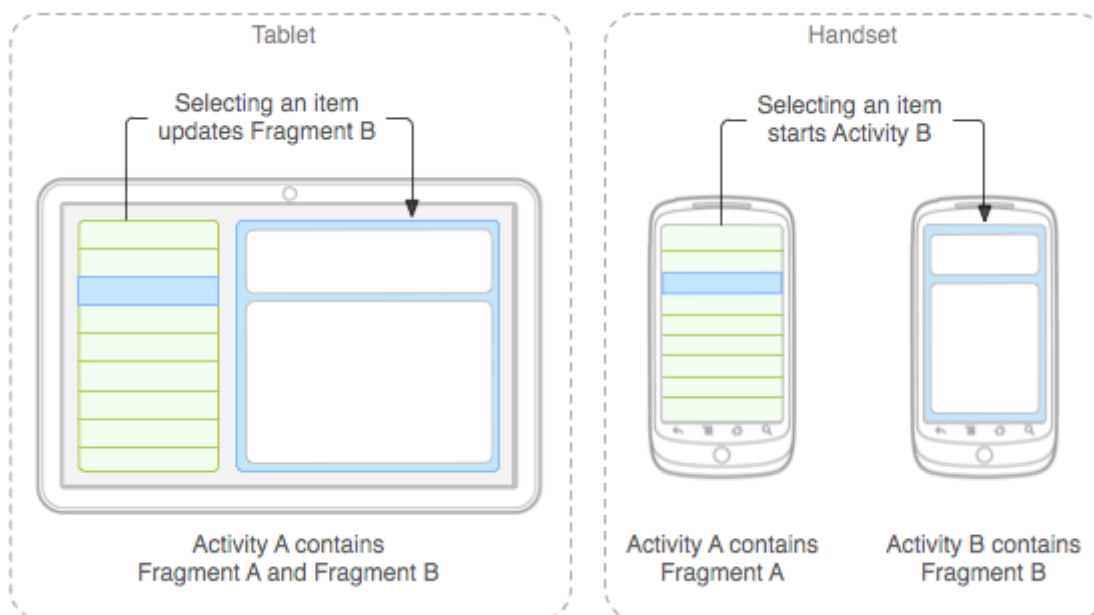 Tablet
Selecting an item
updates Fragment B
Activity A contains
Fragment A and Fragment B
Handset
Selecting an item
starts Activity B
Activity A contains
Fragment A
Activity B contains
Fragment B